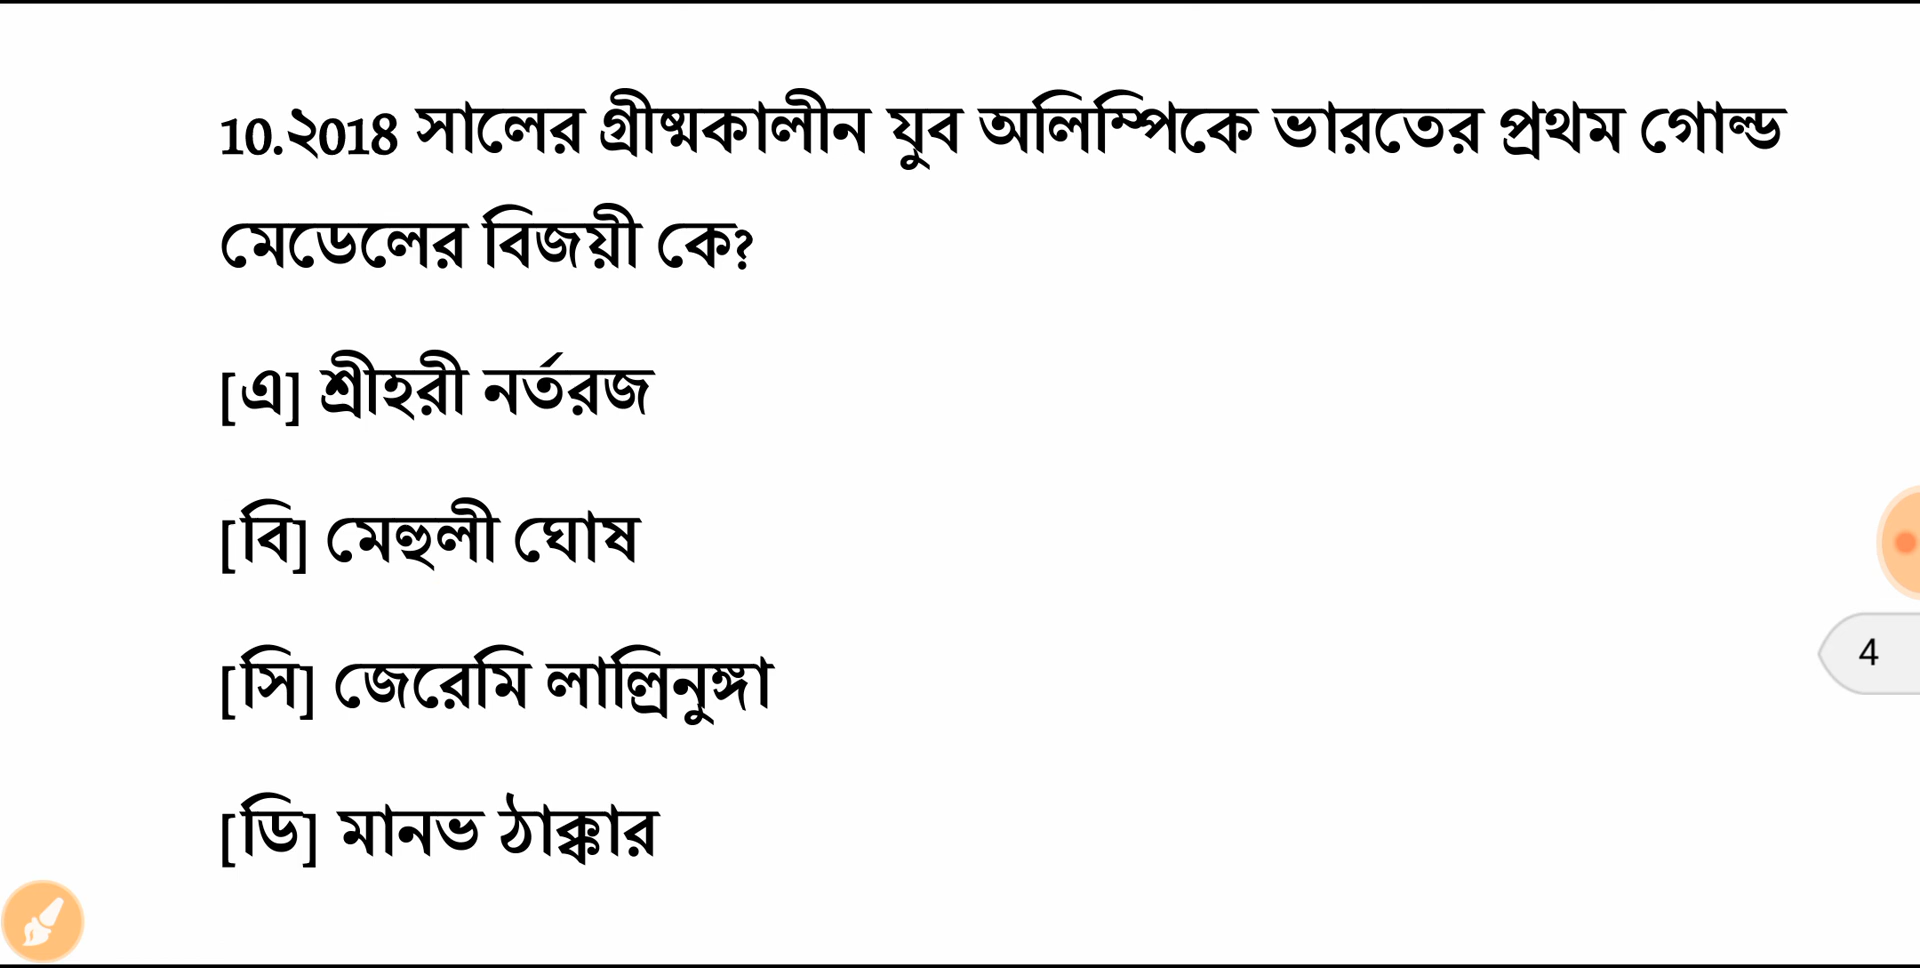 10.২018 সালের গ্রীষ্মকালীন যুব অলিম্পিকে ভারতের প্রথম গোল্ড
মেডেলের বিজয়ী কে?
[এ] শ্রীহরী নর্তরজ
[বি] মেহুলী ঘোষ
[সি] জেরেমি লাল্রিনুঙ্গা
4
[ডি] মানভ ঠাক্কার